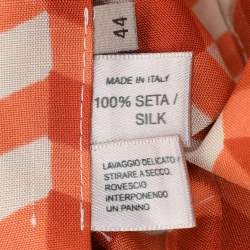 44
MADE IN ITALY
100% SETA /
SILK
LAVAGGIO DELICATO /
STIRARE A SECCO,
ROVESCIO
INTERPONENDO
UN PANNO